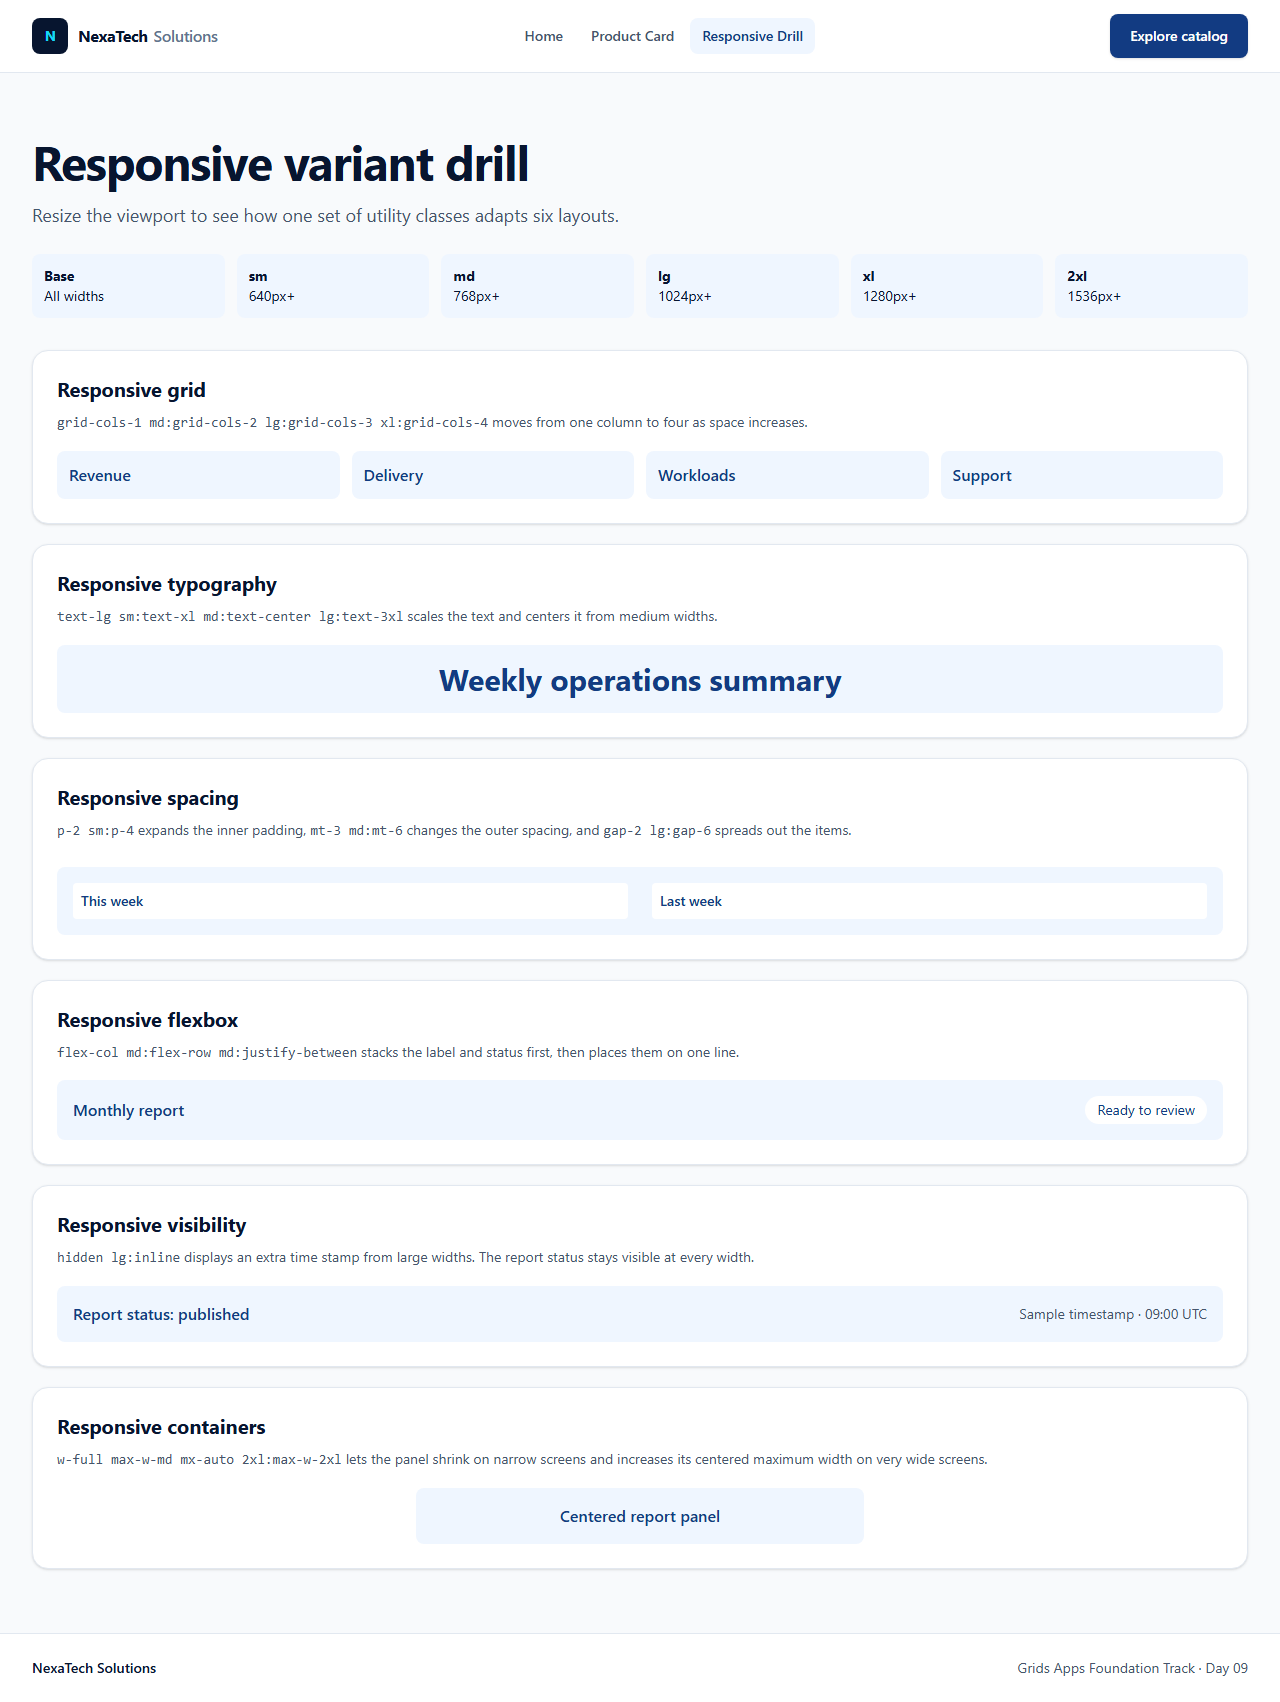 N NexaTech Solutions Home Product Card Responsive Drill Explore catalog
Responsive variant drill
Resize the viewport to see how one set of utility classes adapts six layouts.
Base sm md lg xl 2xl
All widths 640px+ 768px+ 1024px+ 1280px+ 1536px+
Responsive grid
grid-cols-1 md:grid-cols-2 lg:grid-cols-3 xl:grid-cols-4 moves from one column to four as space increases.
Revenue Delivery Workloads Support
Responsive typography
text-lg sm:text-xl md:text-center lg:text-3xl scales the text and centers it from medium widths.
Weekly operations summary
Responsive spacing
p-2 sm:p-4 expands the inner padding, mt-3 md:mt-6 changes the outer spacing, and gap-2 lg:gap-6 spreads out the items.
This week Last week
Responsive flexbox
flex-col md:flex-row md:justify-between stacks the label and status first, then places them on one line.
Monthly report Ready to review
Responsive visibility
hidden lg:inline displays an extra time stamp from large widths. The report status stays visible at every width.
Report status: published Sample timestamp · 09:00 UTC
Responsive containers
w-full max-w-md mx-auto 2xl:max-w-2xl lets the panel shrink on narrow screens and increases its centered maximum width on very wide screens.
Centered report panel
NexaTech Solutions Grids Apps Foundation Track · Day 09